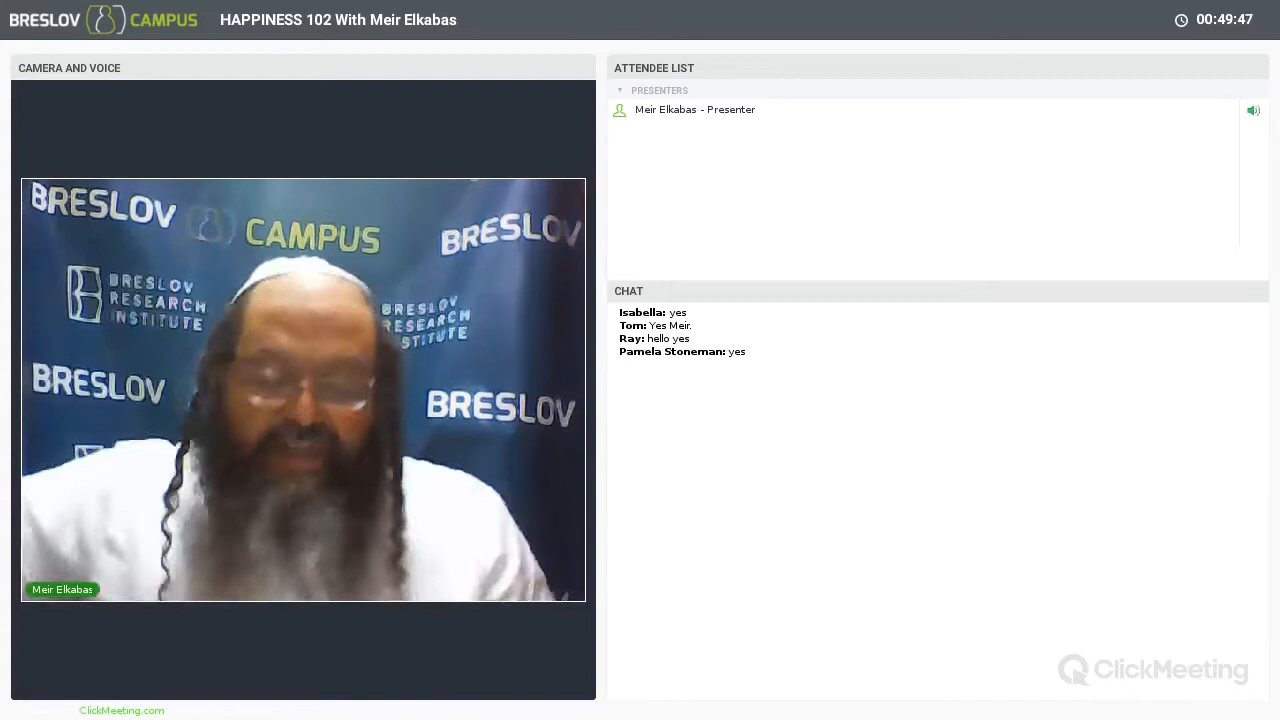 BRESLOV CAMPUS HAPPINESS 102 With Meir Elkabas 00:49:47
CAMERA AND VOICE
BRESLOV CAMPUS BRESLOV
BRESLOV
RESEARCH
INSTITUTE
BRESLOV
RESEARCH
STITUTE
BRESLOV
BRESLOV
Meir Elkabas
ClickMeeting.com
ATTENDEE LIST
PRESENTERS
Meir Elkabas - Presenter
CHAT
Isabella: yes
Tom: Yes Meir.
Ray: hello yes
Pamela Stoneman: yes
ClickMeeting